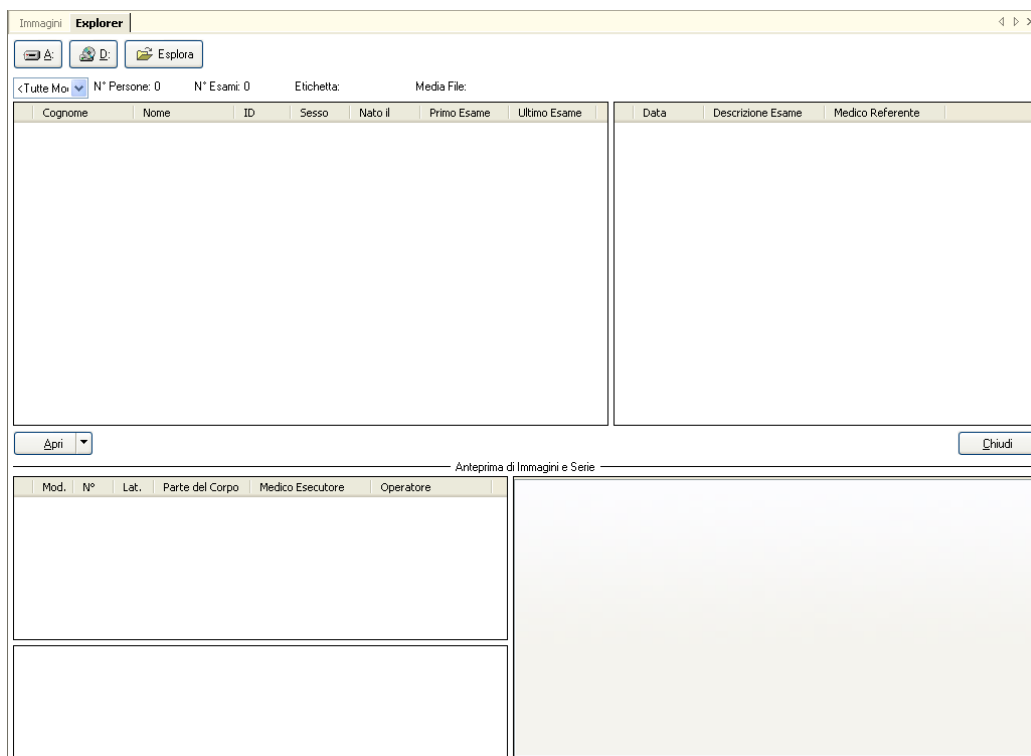 Immagini Explorer
A: D: Esplora
<Tutte Mo N° Persone: 0 N° Esami: 0 Etichetta: Media File:
Cognome Nome ID Sesso Nato il Primo Esame Ultimo Esame Data Descrizione Esame Medico Referente
Apri Chiudi
Anteprima di Immagini e Serie
Mod. N° Lat. Parte del Corpo Medico Esecutore Operatore